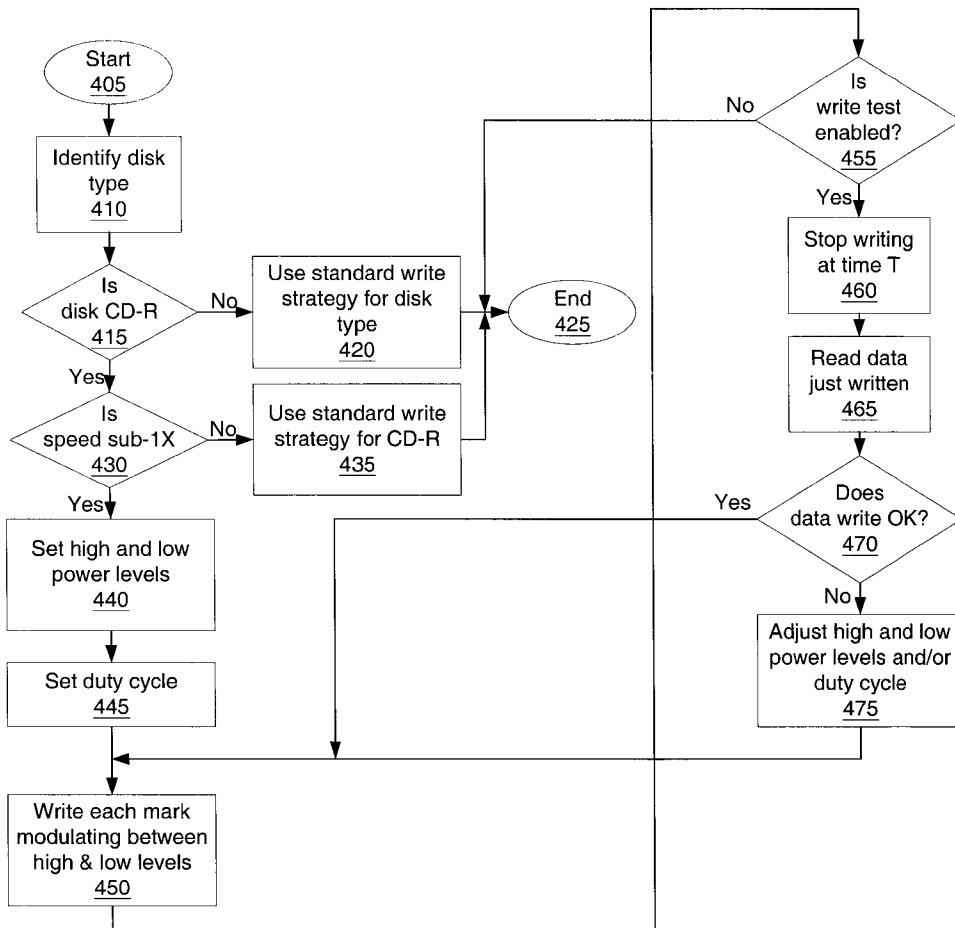 Start
405
Identify disk
type
410
Is
disk CD-R
415
No
Yes
Use standard write
strategy for disk
type
420
End
425
Is
speed sub-1X
430
No
Yes
Use standard write
strategy for CD-R
435
Set high and low
power levels
440
Set duty cycle
445
Write each mark
modulating between
high & low levels
450
Is
write test
enabled?
455
No
Yes
Stop writing
at time T
460
Read data
just written
465
Does
data write OK?
470
Yes
No
Adjust high and low
power levels and/or
duty cycle
475